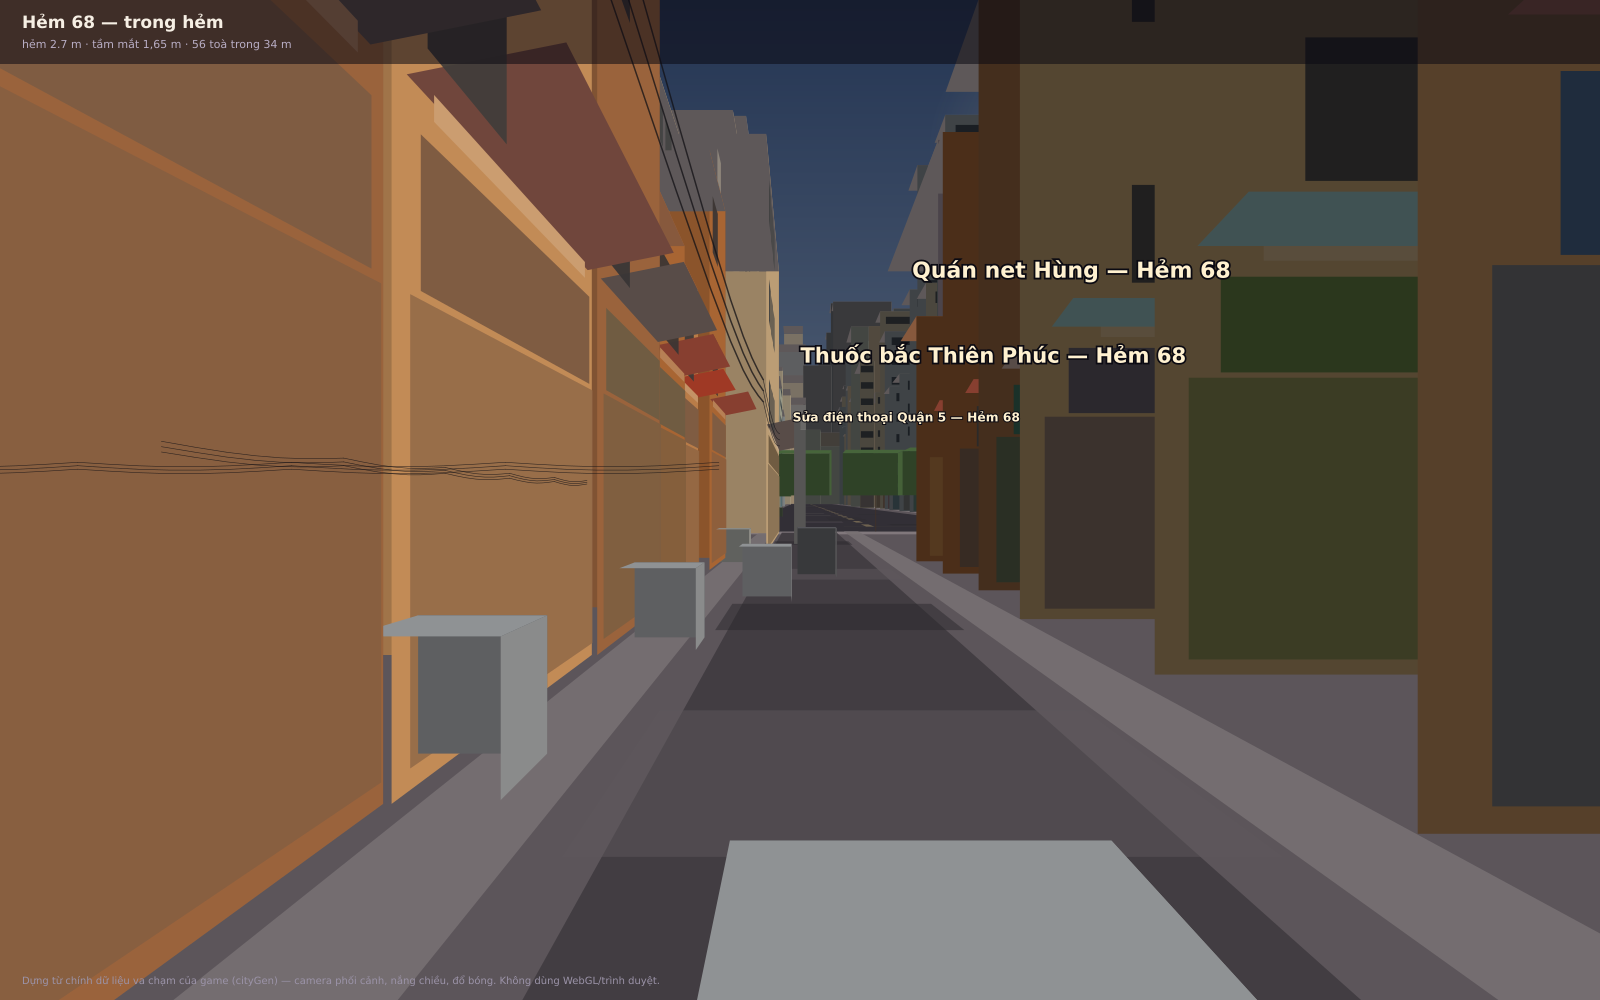 Hẻm 68 — trong hẻm
hẻm 2.7 m · tầm mắt 1,65 m · 56 toà trong 34 m
Quán net Hùng — Hẻm 68
Thuốc bắc Thiên Phúc — Hẻm 68
Sửa điện thoại Quận 5 — Hẻm 68
Dựng từ chính dữ liệu va chạm của game (cityGen) — camera phối cảnh, nắng chiều, đổ bóng. Không dùng WebGL/trình duyệt.